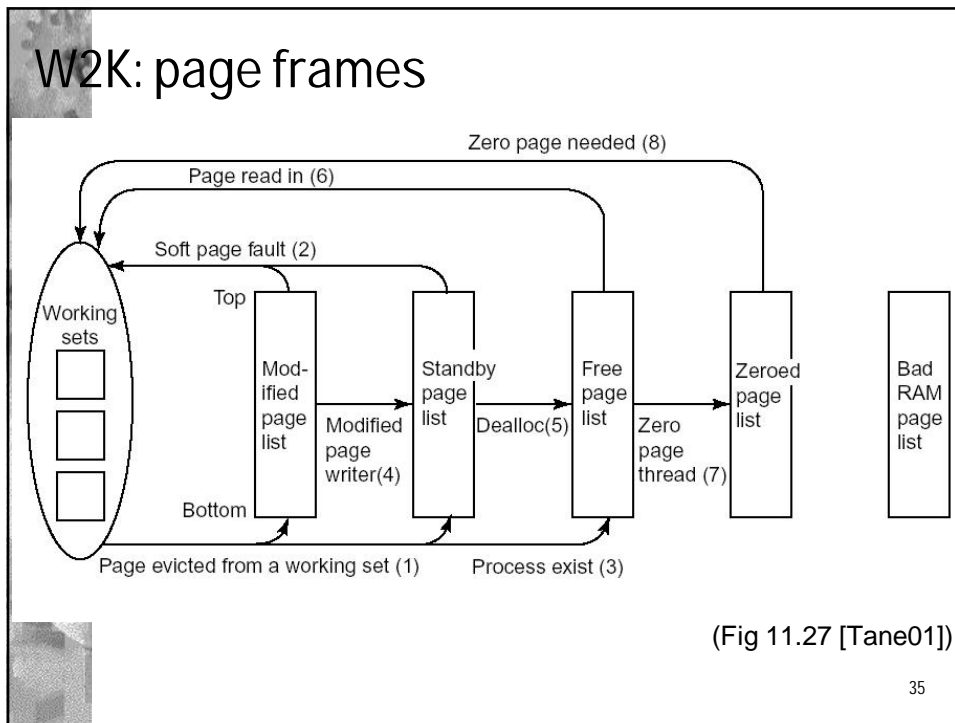 W2K: page frames
Zero page needed (8)
Page read in (6)
Soft page fault (2)
Top
Working
sets
Mod-
ified
page
list
Modified
page
writer(4)
Standby
page
list
Dealloc(5)
Free
page
list
Zero
page
thread (7)
Zeroed
page
list
Bad
RAM
page
list
Bottom
Page evicted from a working set (1)
Process exist (3)
(Fig 11.27 [Tane01])
35